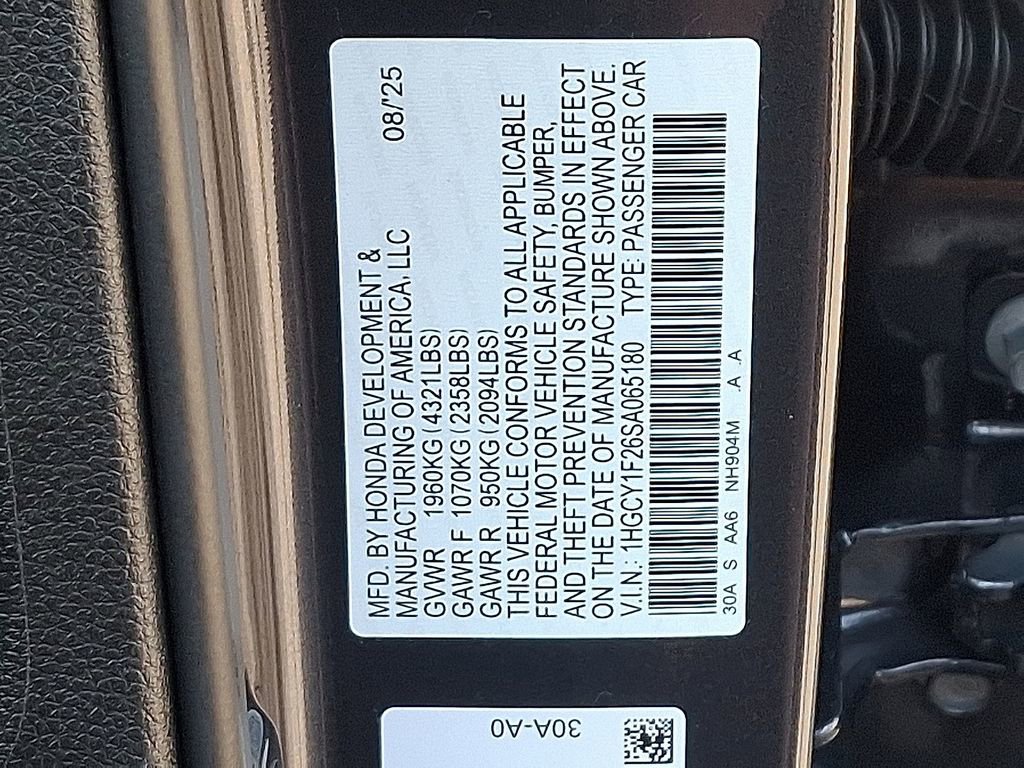 MFD. BY HONDA DEVELOPMENT &
MANUFACTURING OF AMERICA, LLC 08/'25
GVWR 1960KG (4321LBS)
GAWR F 1070KG (2358LBS)
GAWR R 950KG (2094LBS)
THIS VEHICLE CONFORMS TO ALL APPLICABLE
FEDERAL MOTOR VEHICLE SAFETY, BUMPER,
AND THEFT PREVENTION STANDARDS IN EFFECT
ON THE DATE OF MANUFACTURE SHOWN ABOVE.
V.I.N.: 1HGCY1F26SA065180 TYPE: PASSENGER CAR
30A S AA6 NH904M .A .A
30A-A0